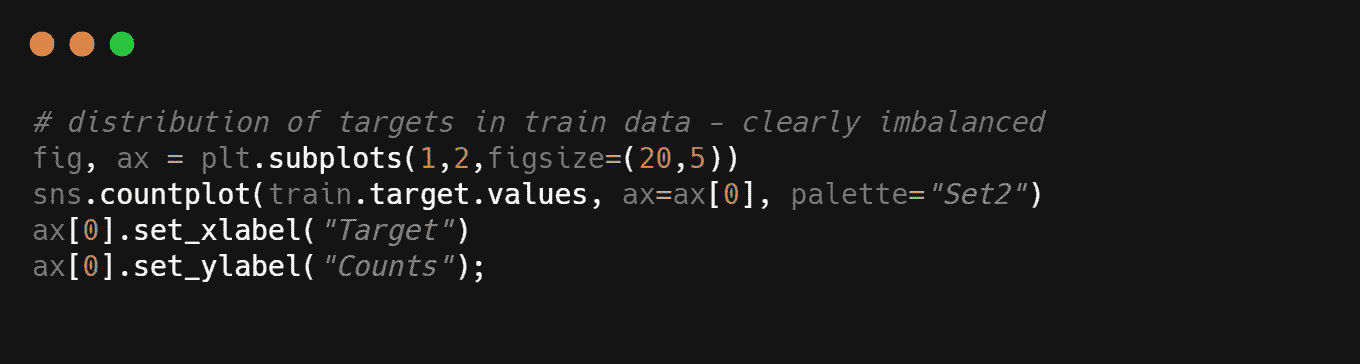 # distribution of targets in train data – clearly imbalanced
fig, ax = plt.subplots(1,2,figsize=(20,5))
sns.countplot(train.target.values, ax=ax[0], palette="Set2")
ax[0].set_xlabel("Target")
ax[0].set_ylabel("Counts");